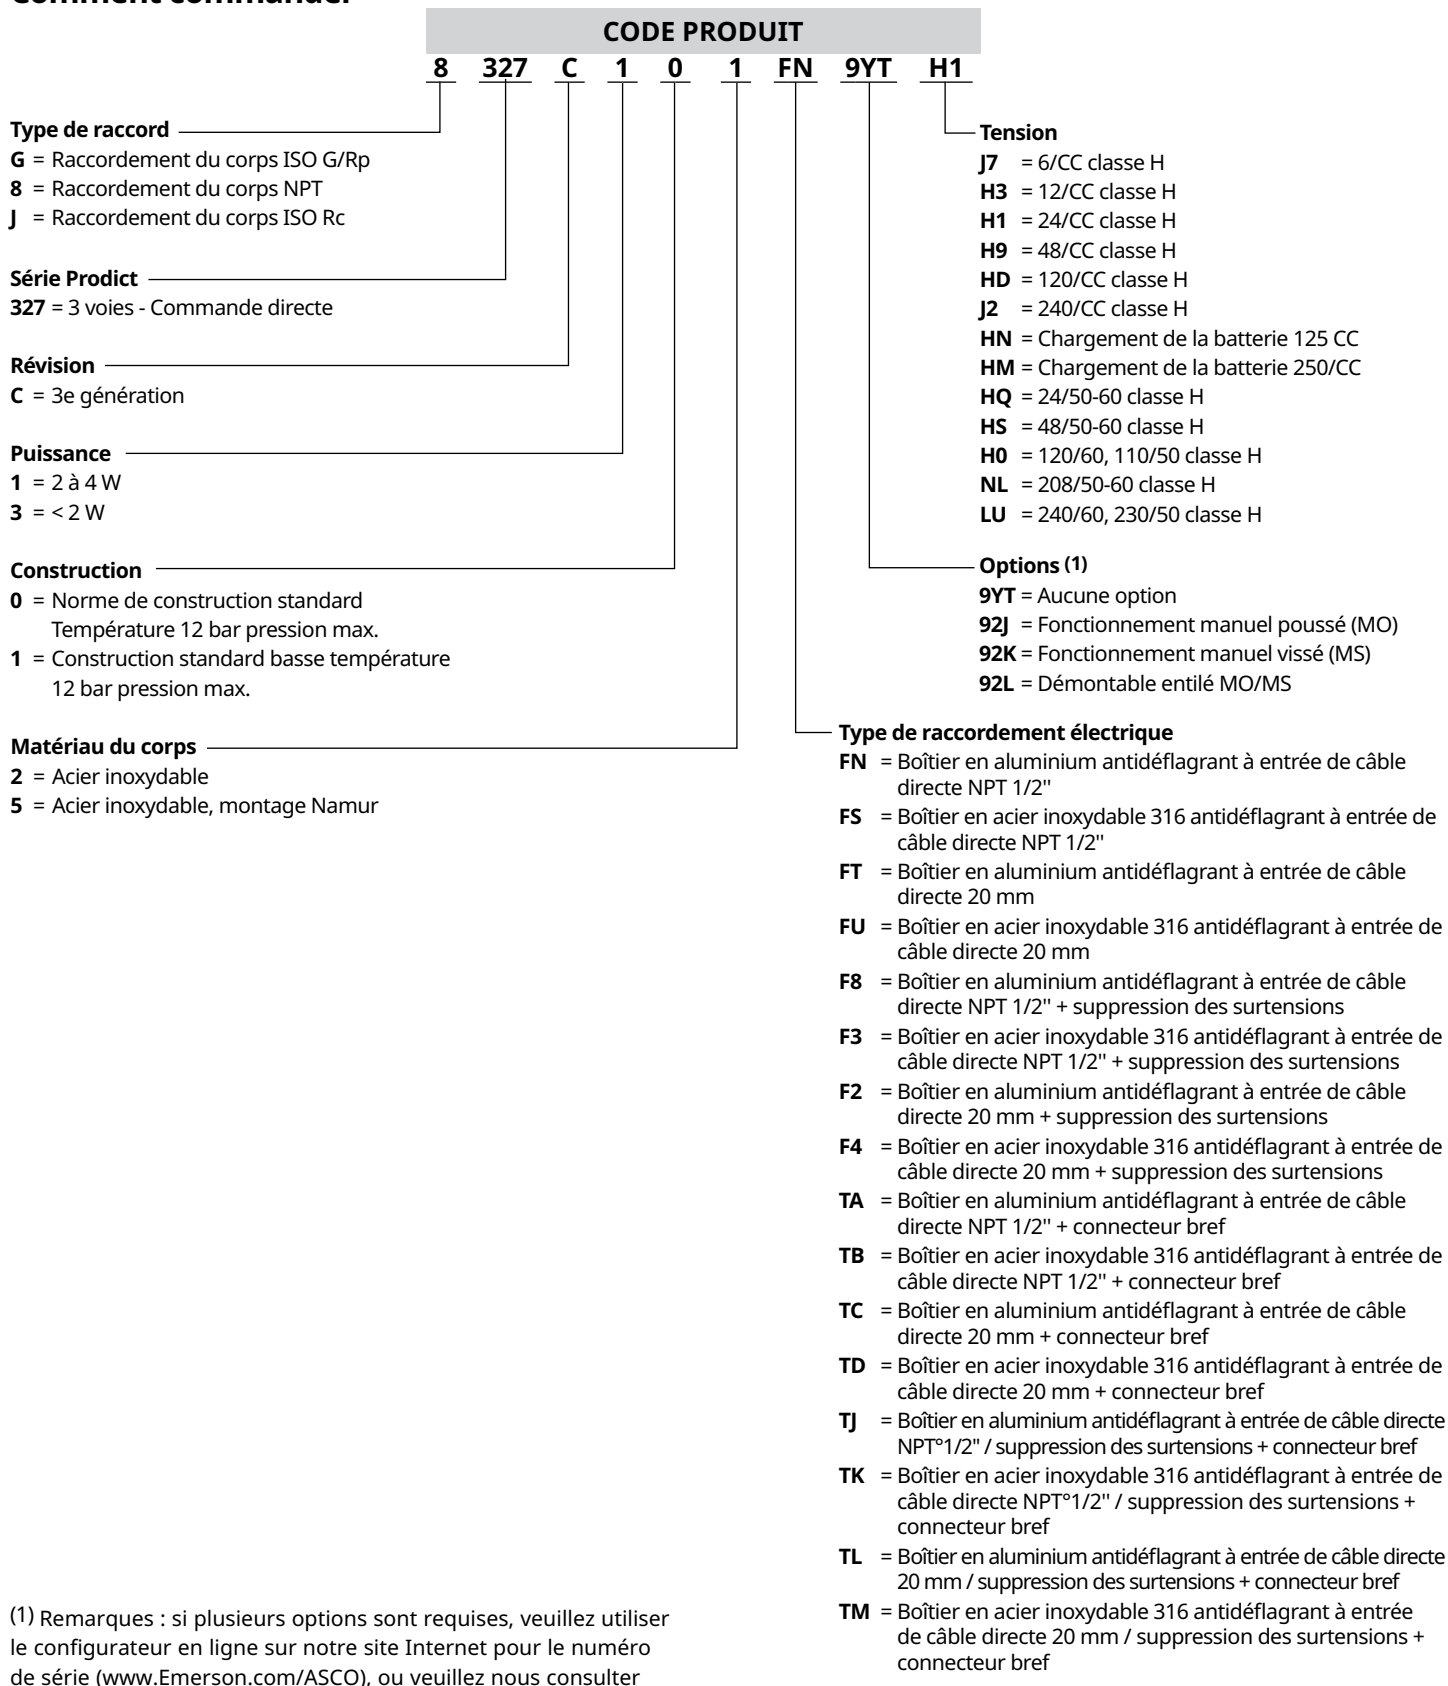 Comment commander
CODE PRODUIT
8 327 C 1 0 1 FN 9YT H1
Type de raccord
G = Raccordement du corps ISO G/Rp
8 = Raccordement du corps NPT
J = Raccordement du corps ISO Rc
Série Prodict
327 = 3 voies - Commande directe
Révision
C = 3e génération
Puissance
1 = 2 à 4 W
3 = < 2 W
Construction
0 = Norme de construction standard
Température 12 bar pression max.
1 = Construction standard basse température
12 bar pression max.
Matériau du corps
2 = Acier inoxydable
5 = Acier inoxydable, montage Namur
Tension
J7 = 6/CC classe H
H3 = 12/CC classe H
H1 = 24/CC classe H
H9 = 48/CC classe H
HD = 120/CC classe H
J2 = 240/CC classe H
HN = Chargement de la batterie 125 CC
HM = Chargement de la batterie 250/CC
HQ = 24/50-60 classe H
HS = 48/50-60 classe H
H0 = 120/60, 110/50 classe H
NL = 208/50-60 classe H
LU = 240/60, 230/50 classe H
Options (1)
9YT = Aucune option
92J = Fonctionnement manuel poussé (MO)
92K = Fonctionnement manuel vissé (MS)
92L = Démontable entilé MO/MS
Type de raccordement électrique
FN = Boîtier en aluminium antidéflagrant à entrée de câble
directe NPT 1/2''
FS = Boîtier en acier inoxydable 316 antidéflagrant à entrée de
câble directe NPT 1/2''
FT = Boîtier en aluminium antidéflagrant à entrée de câble
directe 20 mm
FU = Boîtier en acier inoxydable 316 antidéflagrant à entrée de
câble directe 20 mm
F8 = Boîtier en aluminium antidéflagrant à entrée de câble
directe NPT 1/2'' + suppression des surtensions
F3 = Boîtier en acier inoxydable 316 antidéflagrant à entrée de
câble directe NPT 1/2'' + suppression des surtensions
F2 = Boîtier en aluminium antidéflagrant à entrée de câble
directe 20 mm + suppression des surtensions
F4 = Boîtier en acier inoxydable 316 antidéflagrant à entrée de
câble directe 20 mm + suppression des surtensions
TA = Boîtier en aluminium antidéflagrant à entrée de câble
directe NPT 1/2'' + connecteur bref
TB = Boîtier en acier inoxydable 316 antidéflagrant à entrée de
câble directe NPT 1/2'' + connecteur bref
TC = Boîtier en aluminium antidéflagrant à entrée de câble
directe 20 mm + connecteur bref
TD = Boîtier en acier inoxydable 316 antidéflagrant à entrée de
câble directe 20 mm + connecteur bref
TJ = Boîtier en aluminium antidéflagrant à entrée de câble directe
NPT°1/2'' / suppression des surtensions + connecteur bref
TK = Boîtier en acier inoxydable 316 antidéflagrant à entrée de
câble directe NPT°1/2'' / suppression des surtensions +
connecteur bref
TL = Boîtier en aluminium antidéflagrant à entrée de câble directe
20 mm / suppression des surtensions + connecteur bref
TM = Boîtier en acier inoxydable 316 antidéflagrant à entrée
de câble directe 20 mm / suppression des surtensions +
connecteur bref
(1) Remarques : si plusieurs options sont requises, veuillez utiliser
le configurateur en ligne sur notre site Internet pour le numéro
de série (www.Emerson.com/ASCO), ou veuillez nous consulter